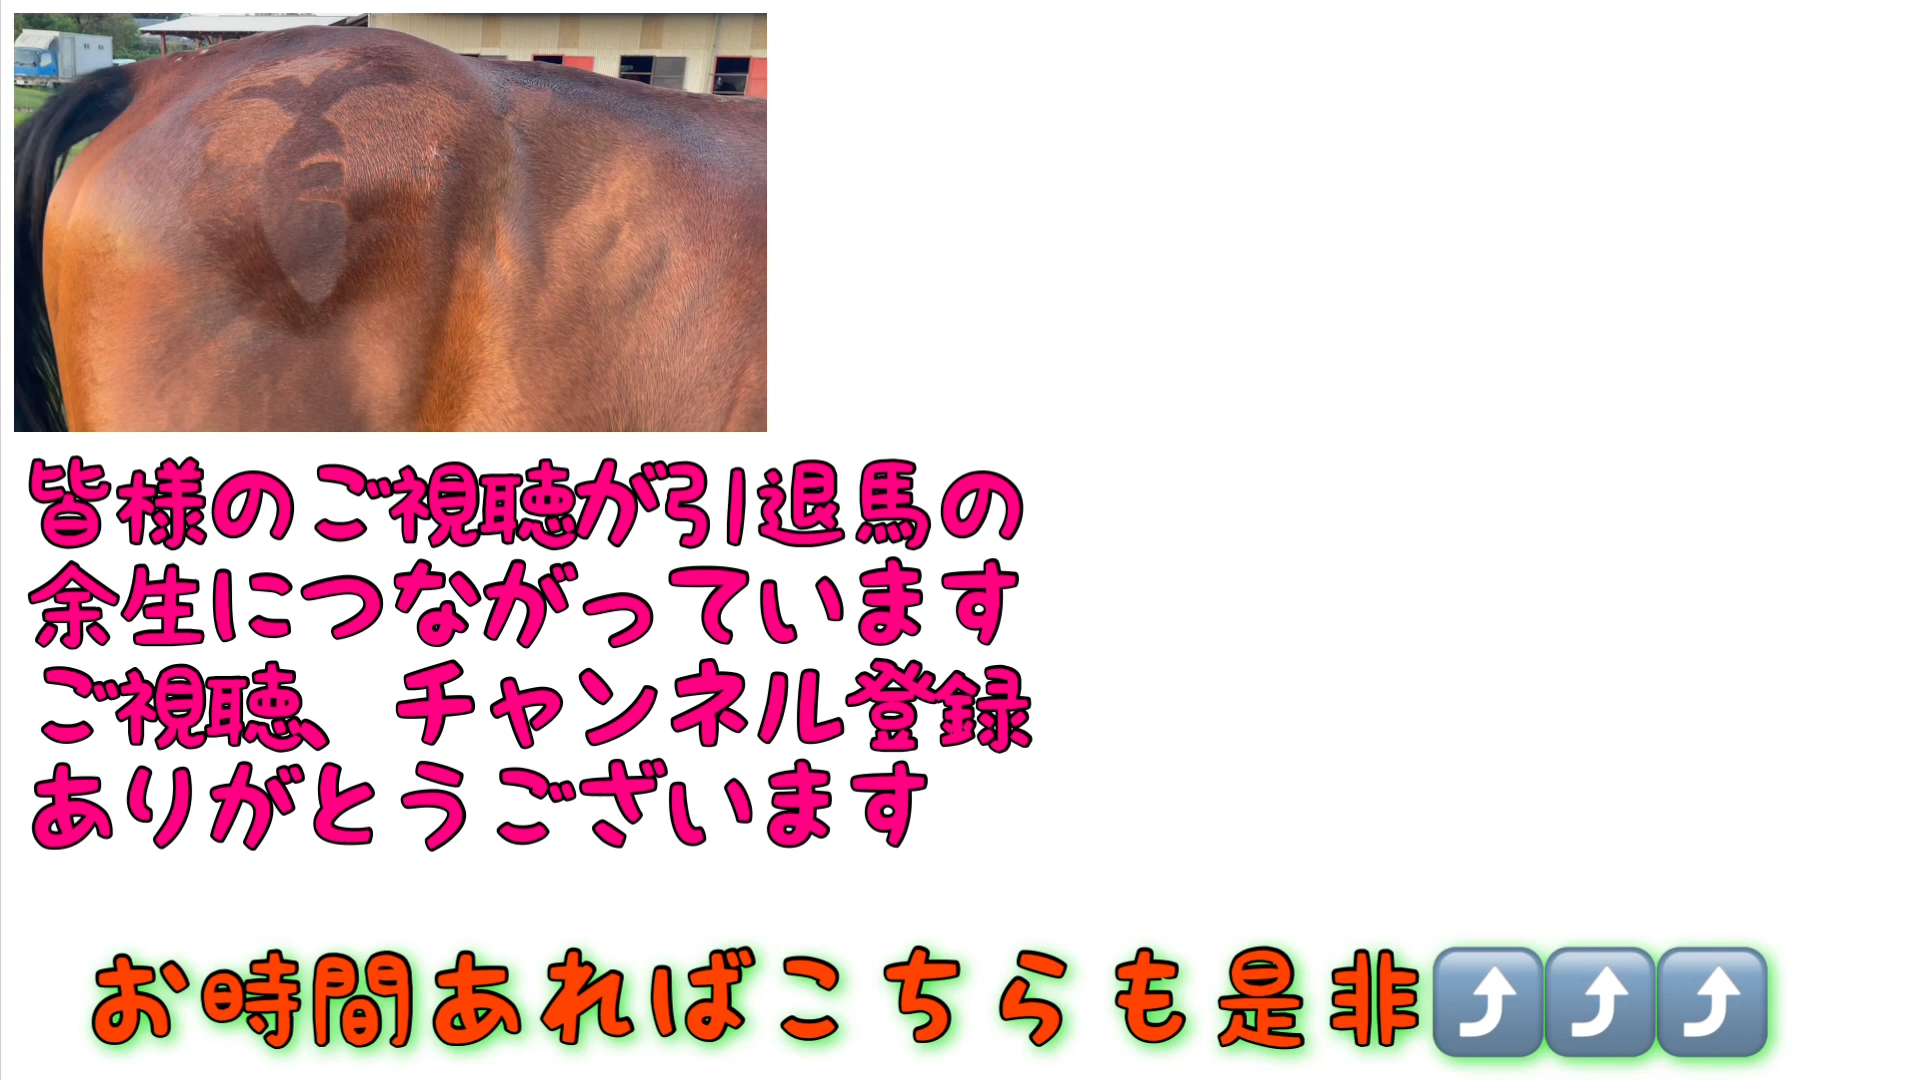 皆様のご視聴が引退馬の
余生につながっています
ご視聴、チャンネル登録
ありがとうございます
お時間あればこちらも是非⤴️⤴️⤴️